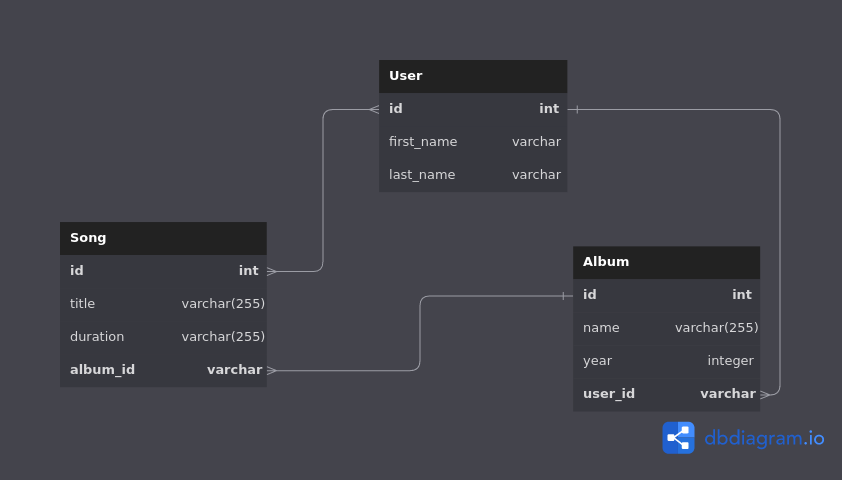 User
id int
first_name varchar
last_name varchar
Song
id int
title varchar(255)
duration varchar(255)
album_id varchar
Album
id int
name varchar(255)
year integer
user_id varchar
dbdiagram.io